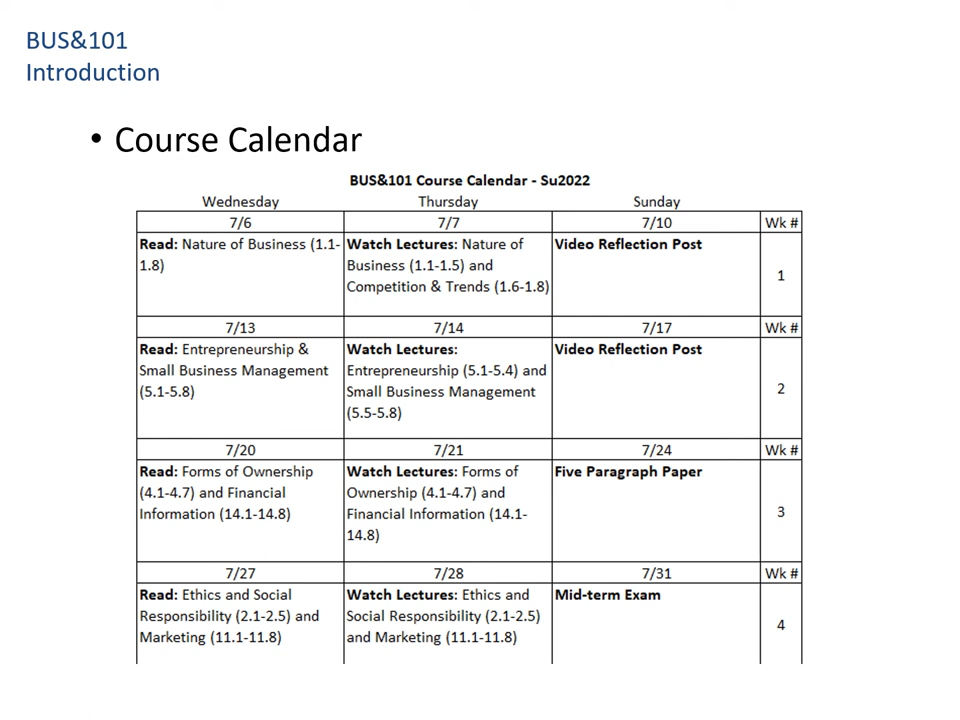 BUS&101
Introduction
• Course Calendar
BUS&101 Course Calendar - Su2022
Wednesday Thursday Sunday
7/6 7/7 7/10 Wk #
Read: Nature of Business (1.1-
1.8)
Watch Lectures: Nature of
Business (1.1-1.5) and
Competition & Trends (1.6-1.8)
Video Reflection Post
1
7/13 7/14 7/17 Wk #
Read: Entrepreneurship &
Small Business Management
(5.1-5.8)
Watch Lectures:
Entrepreneurship (5.1-5.4) and
Small Business Management
(5.5-5.8)
Video Reflection Post
2
7/20 7/21 7/24 Wk #
Read: Forms of Ownership
(4.1-4.7) and Financial
Information (14.1-14.8)
Watch Lectures: Forms of
Ownership (4.1-4.7) and
Financial Information (14.1-
14.8)
Five Paragraph Paper
3
7/27 7/28 7/31 Wk #
Read: Ethics and Social
Responsibility (2.1-2.5) and
Marketing (11.1-11.8)
Watch Lectures: Ethics and
Social Responsibility (2.1-2.5)
and Marketing (11.1-11.8)
Mid-term Exam
4